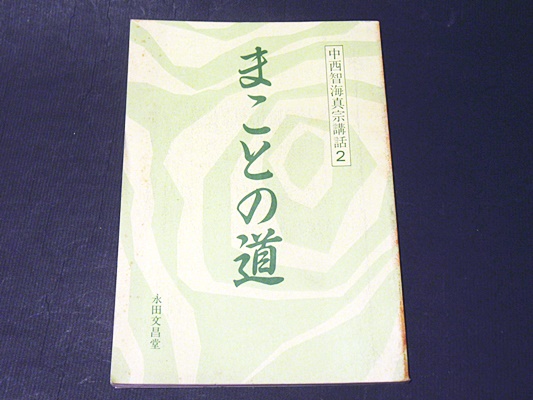 中西智海真宗講話2
まことの道
永田文昌堂